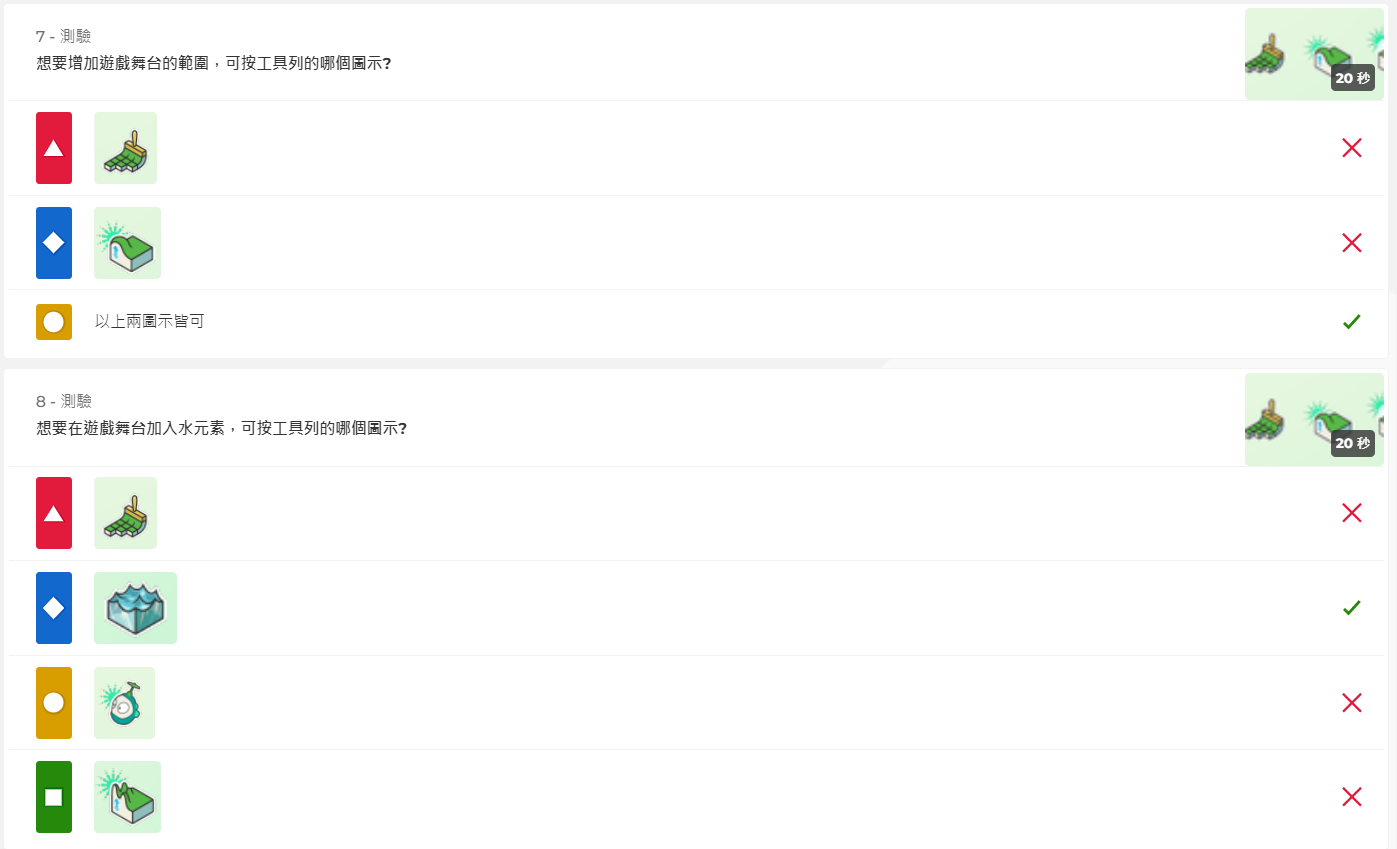 7 - 測驗
想要增加遊戲舞台的範圍，可按工具列的哪個圖示?
20 秒
以上兩圖示皆可
8 - 測驗
想要在遊戲舞台加入水元素，可按工具列的哪個圖示?
20 秒